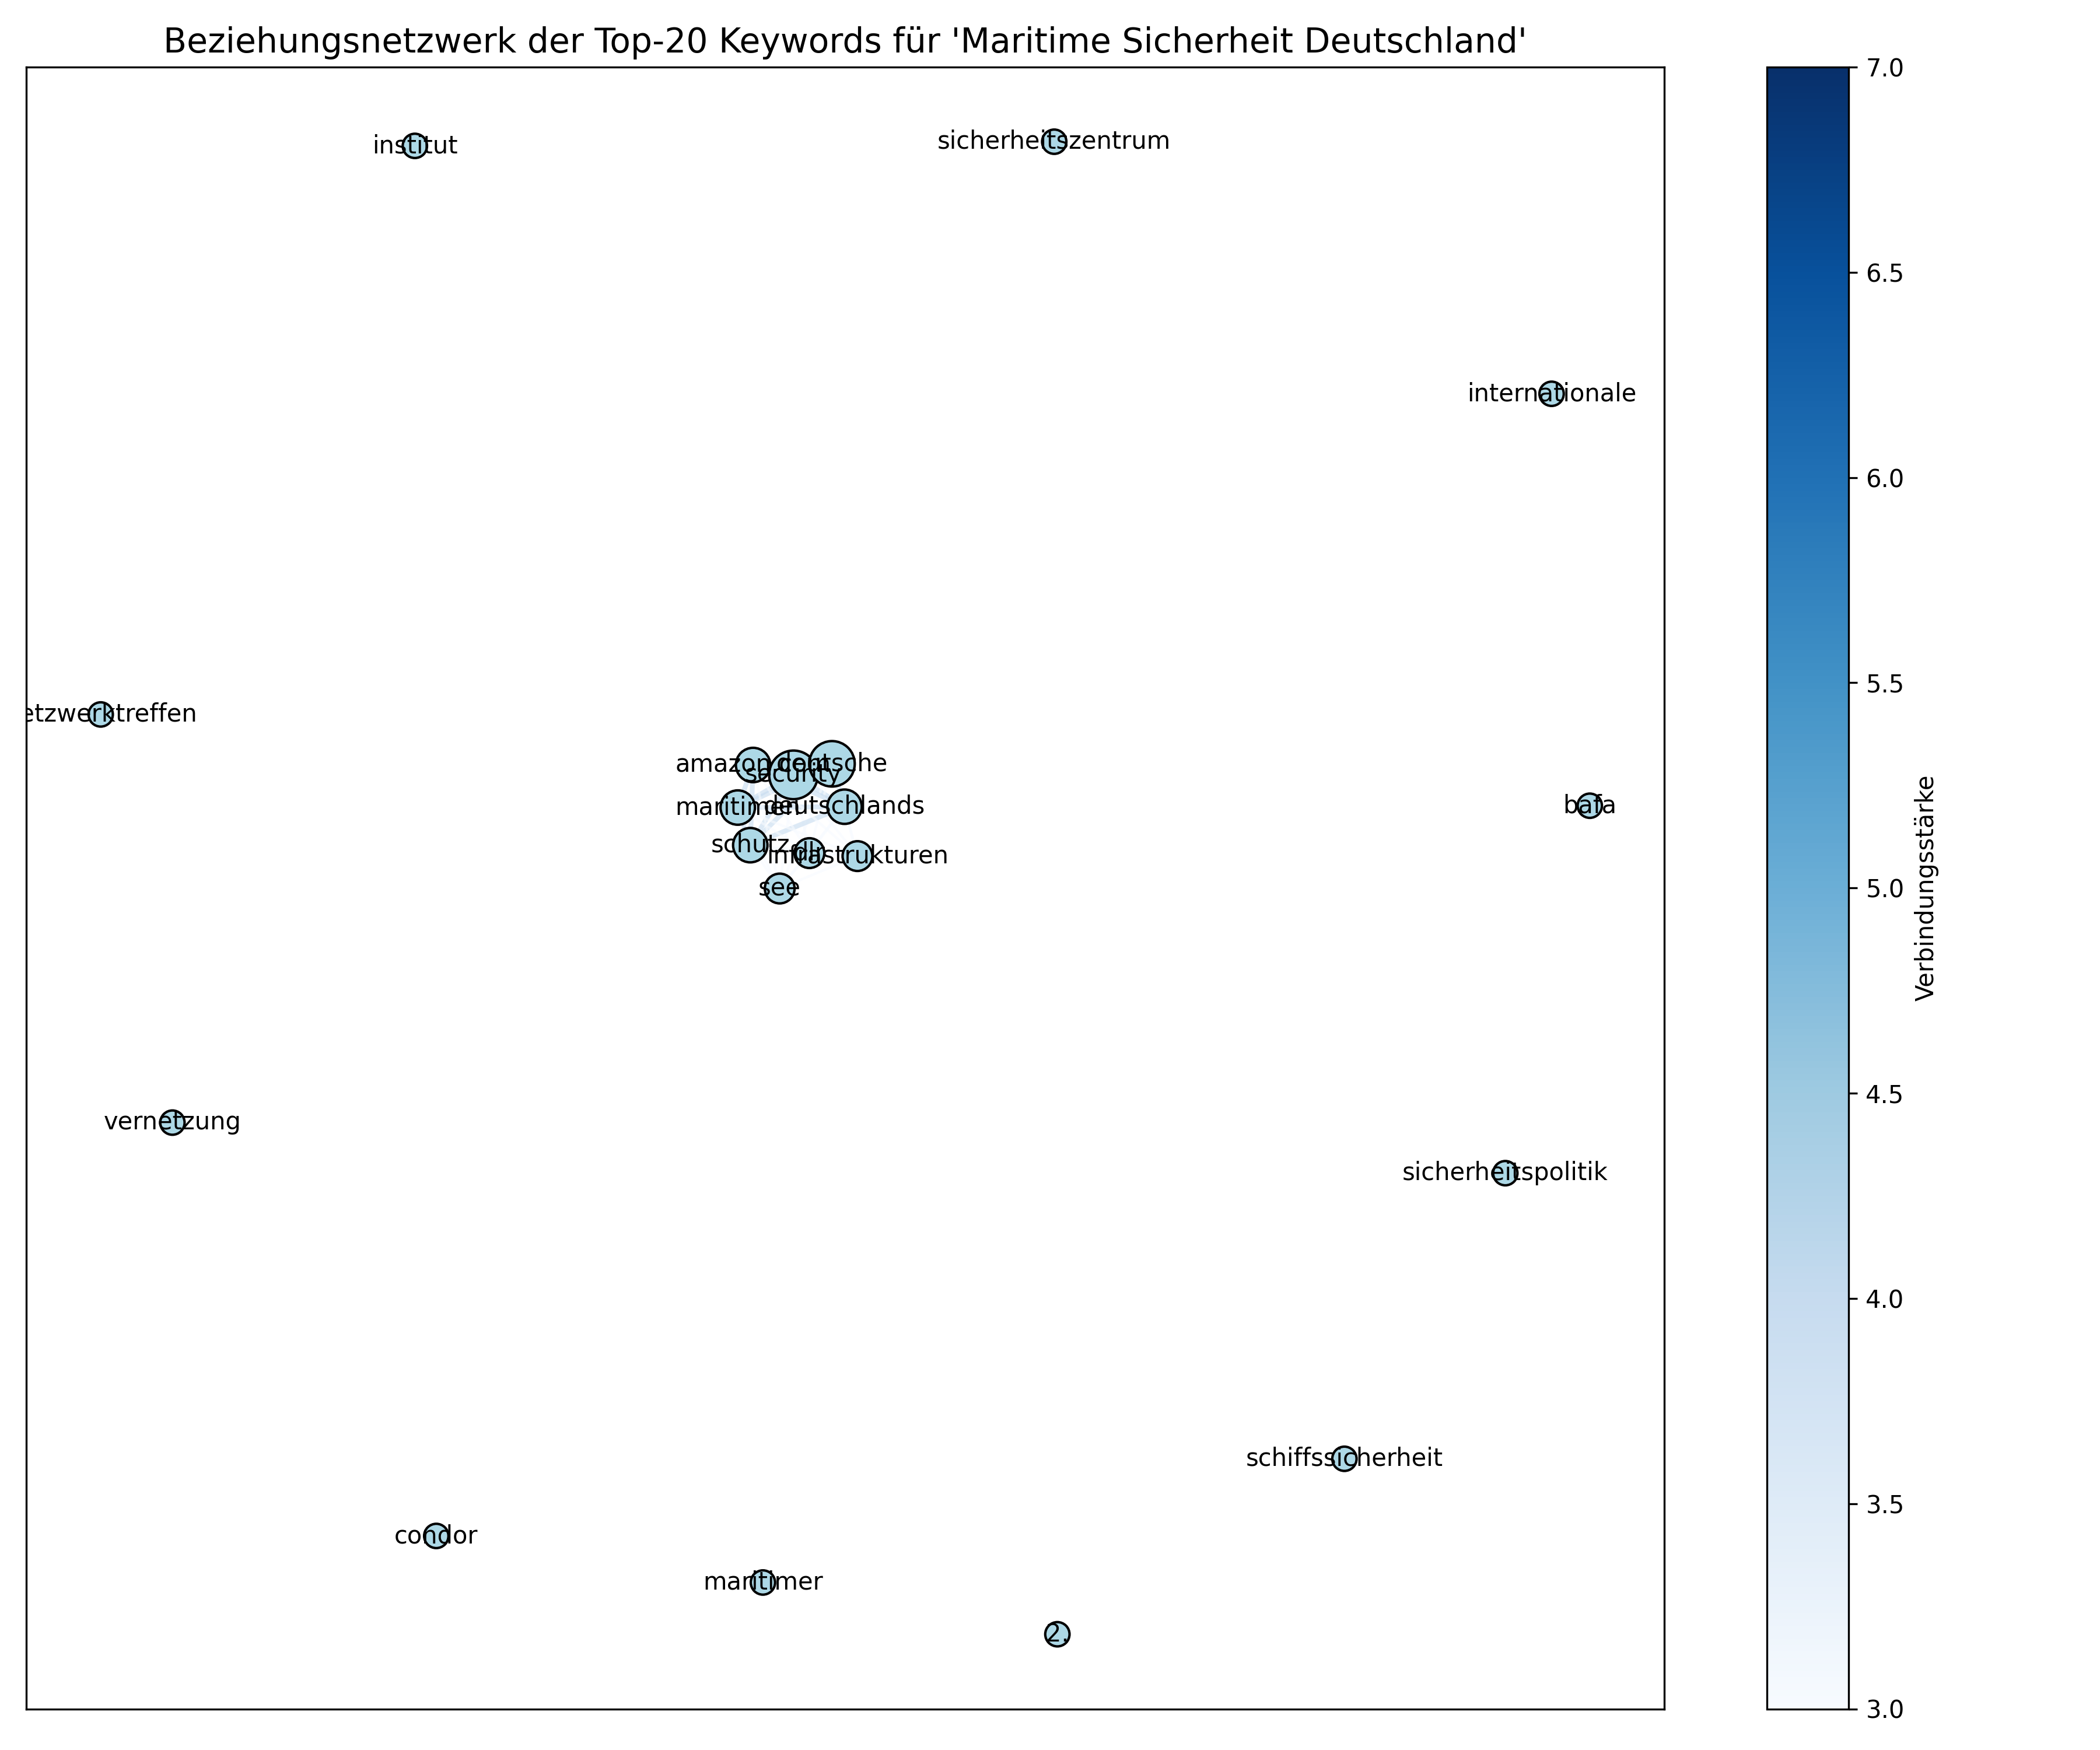 Beziehungsnetzwerk der Top-20 Keywords für 'Maritime Sicherheit Deutschland'
institut
sicherheitszentrum
internationale
etzwerktreffen
amazon.com
deutsche
security
maritimen
deutschlands
bafa
schutz
dlr
infrastrukturen
see
vernetzung
sicherheitspolitik
schiffssicherheit
condor
maritimer
2.
7.0
6.5
6.0
5.5
5.0
4.5
4.0
3.5
3.0
Verbindungsstärke